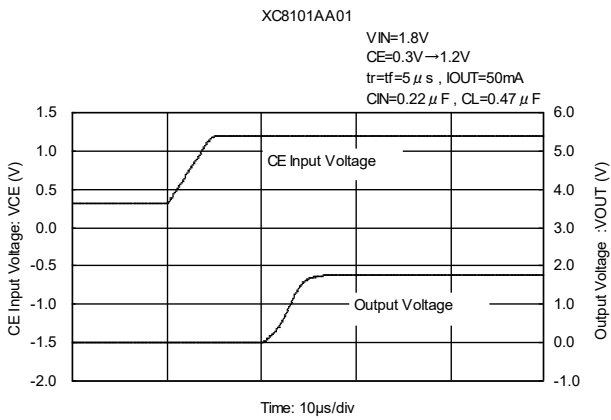 XC8101AA01
VIN=1.8V
CE=0.3V→1.2V
tr=tf=5μs , IOUT=50mA
CIN=0.22μF , CL=0.47μF
CE Input Voltage: VCE (V)
1.5
1.0
0.5
0.0
-0.5
-1.0
-1.5
-2.0
CE Input Voltage
Output Voltage
6.0
5.0
4.0
3.0
2.0
1.0
0.0
-1.0
Output Voltage :VOUT (V)
Time: 10μs/div